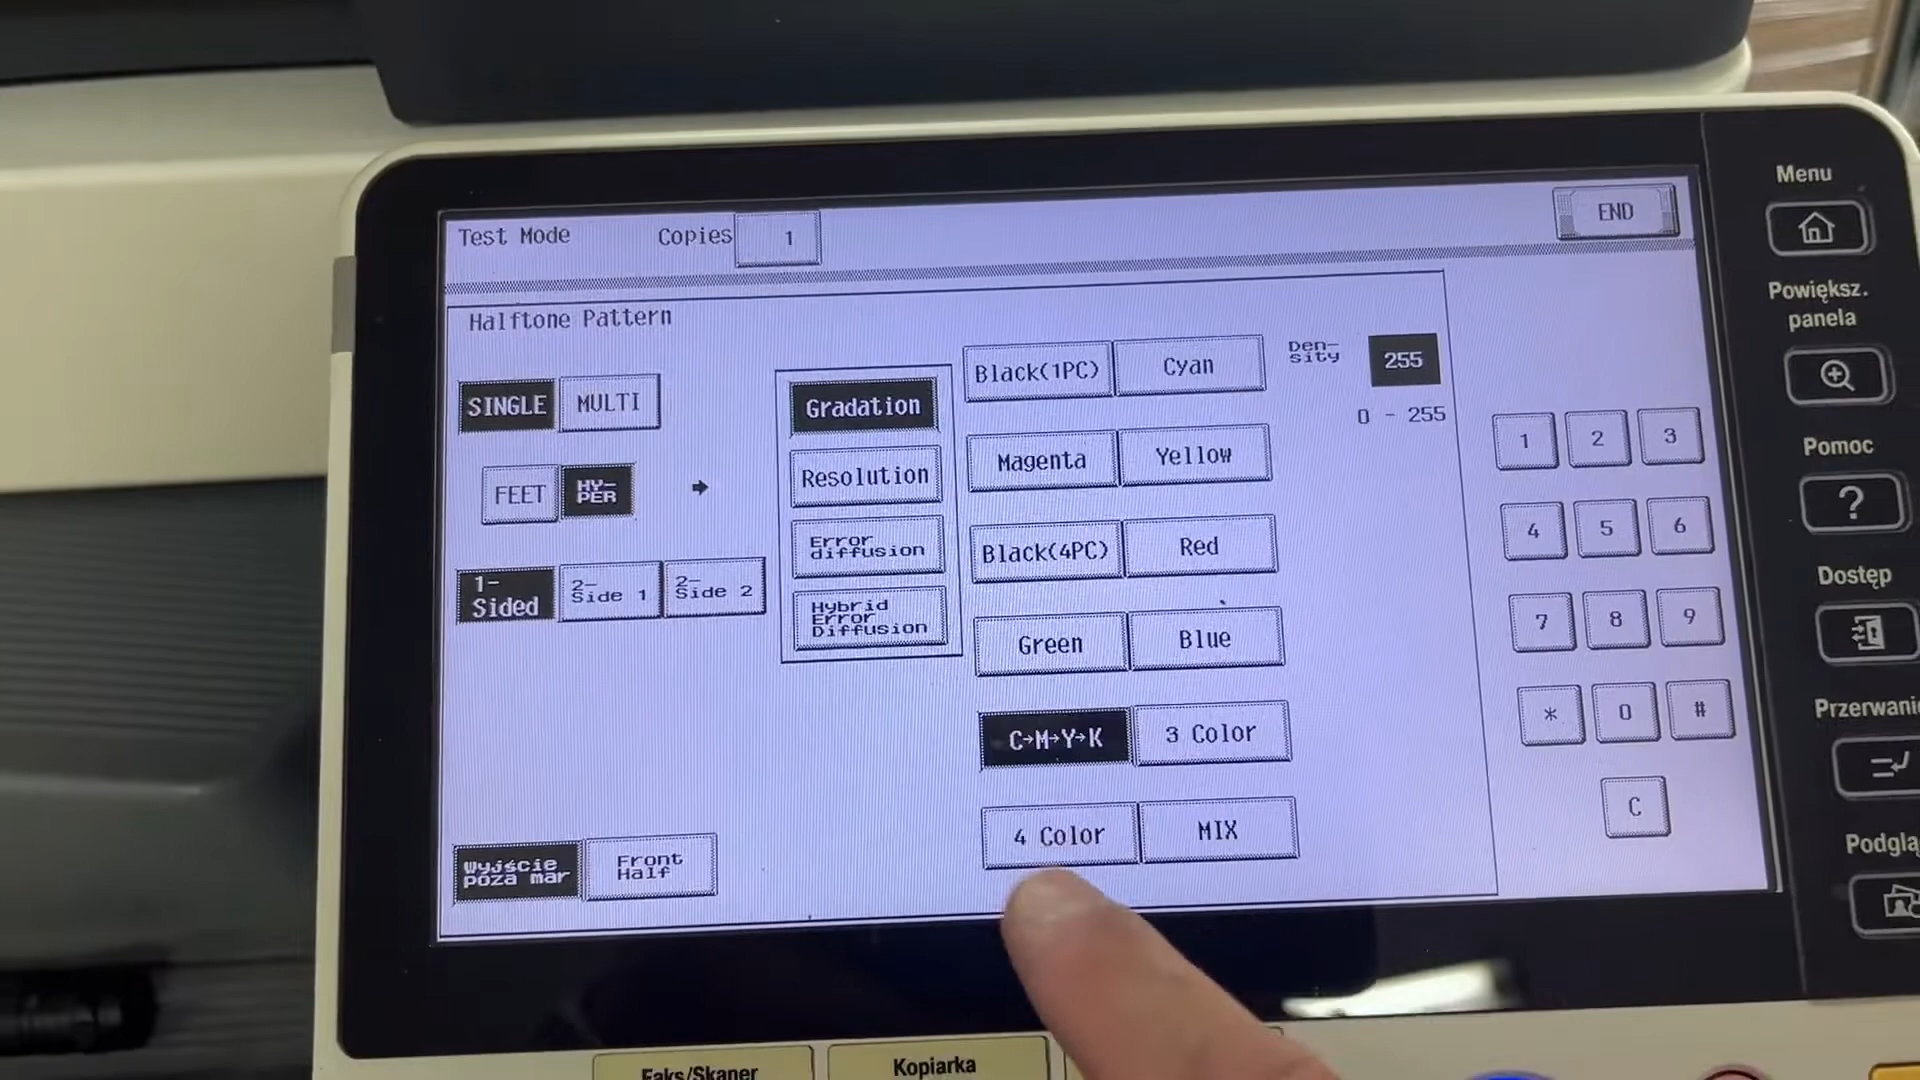 Test Mode
Copies
1
END
Halftone Pattern
SINGLE
MULTI
FEET
HY-
PER
1-
Sided
2-
Side 1
2-
Side 2
Gradation
Resolution
Error
diffusion
Hybrid
Error
Diffusion
Black(1PC)
Cyan
Magenta
Yellow
Black(4PC)
Red
Green
Blue
C→M→Y→K
3 Color
4 Color
MIX
Den-
sity
255
0 - 255
Wyjście
poza mar
Front
Half
1
2
3
4
5
6
7
8
9
*
0
#
C
Menu
Powiększ.
panela
Pomoc
?
Dostęp
Przerwani
Podglą
Faks/Skaner
Kopiarka